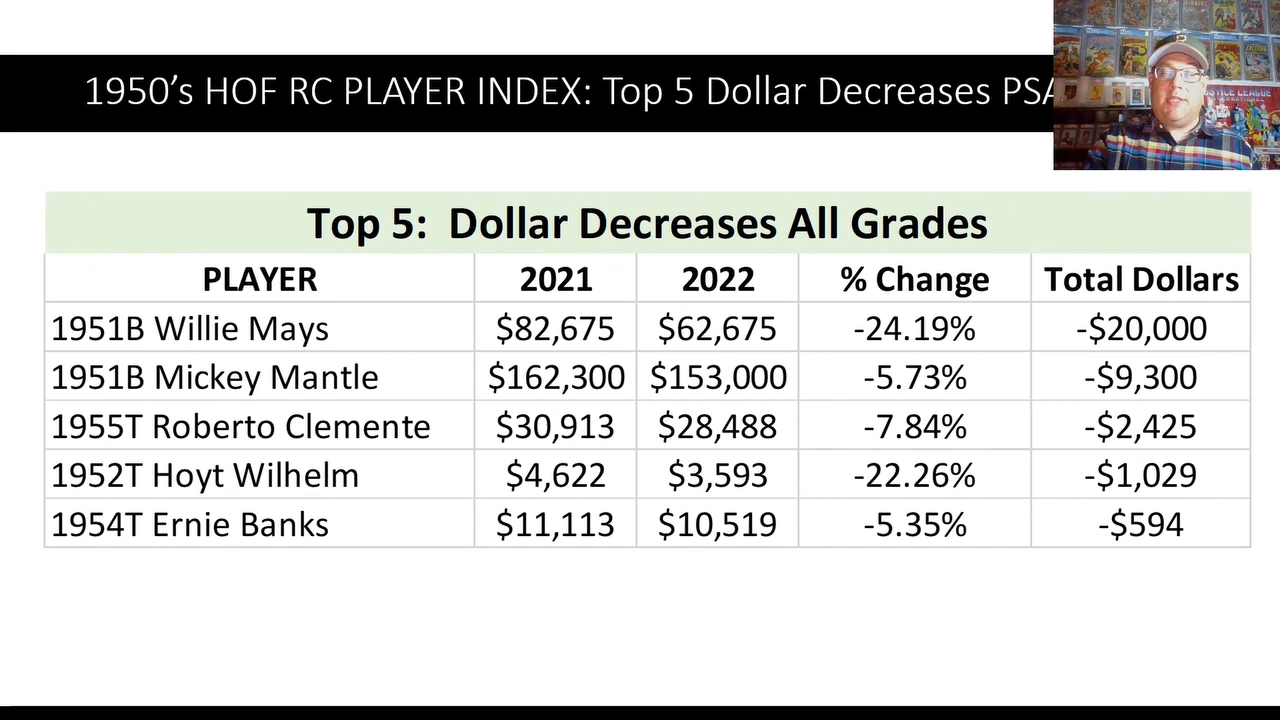 1950's HOF RC PLAYER INDEX: Top 5 Dollar Decreases PSA
JUSTICE LEAGUE
INTERNATIONAL
Top 5: Dollar Decreases All Grades
PLAYER 2021 2022 % Change Total Dollars
1951B Willie Mays $82,675 $62,675 -24.19% -$20,000
1951B Mickey Mantle $162,300 $153,000 -5.73% -$9,300
1955T Roberto Clemente $30,913 $28,488 -7.84% -$2,425
1952T Hoyt Wilhelm $4,622 $3,593 -22.26% -$1,029
1954T Ernie Banks $11,113 $10,519 -5.35% -$594